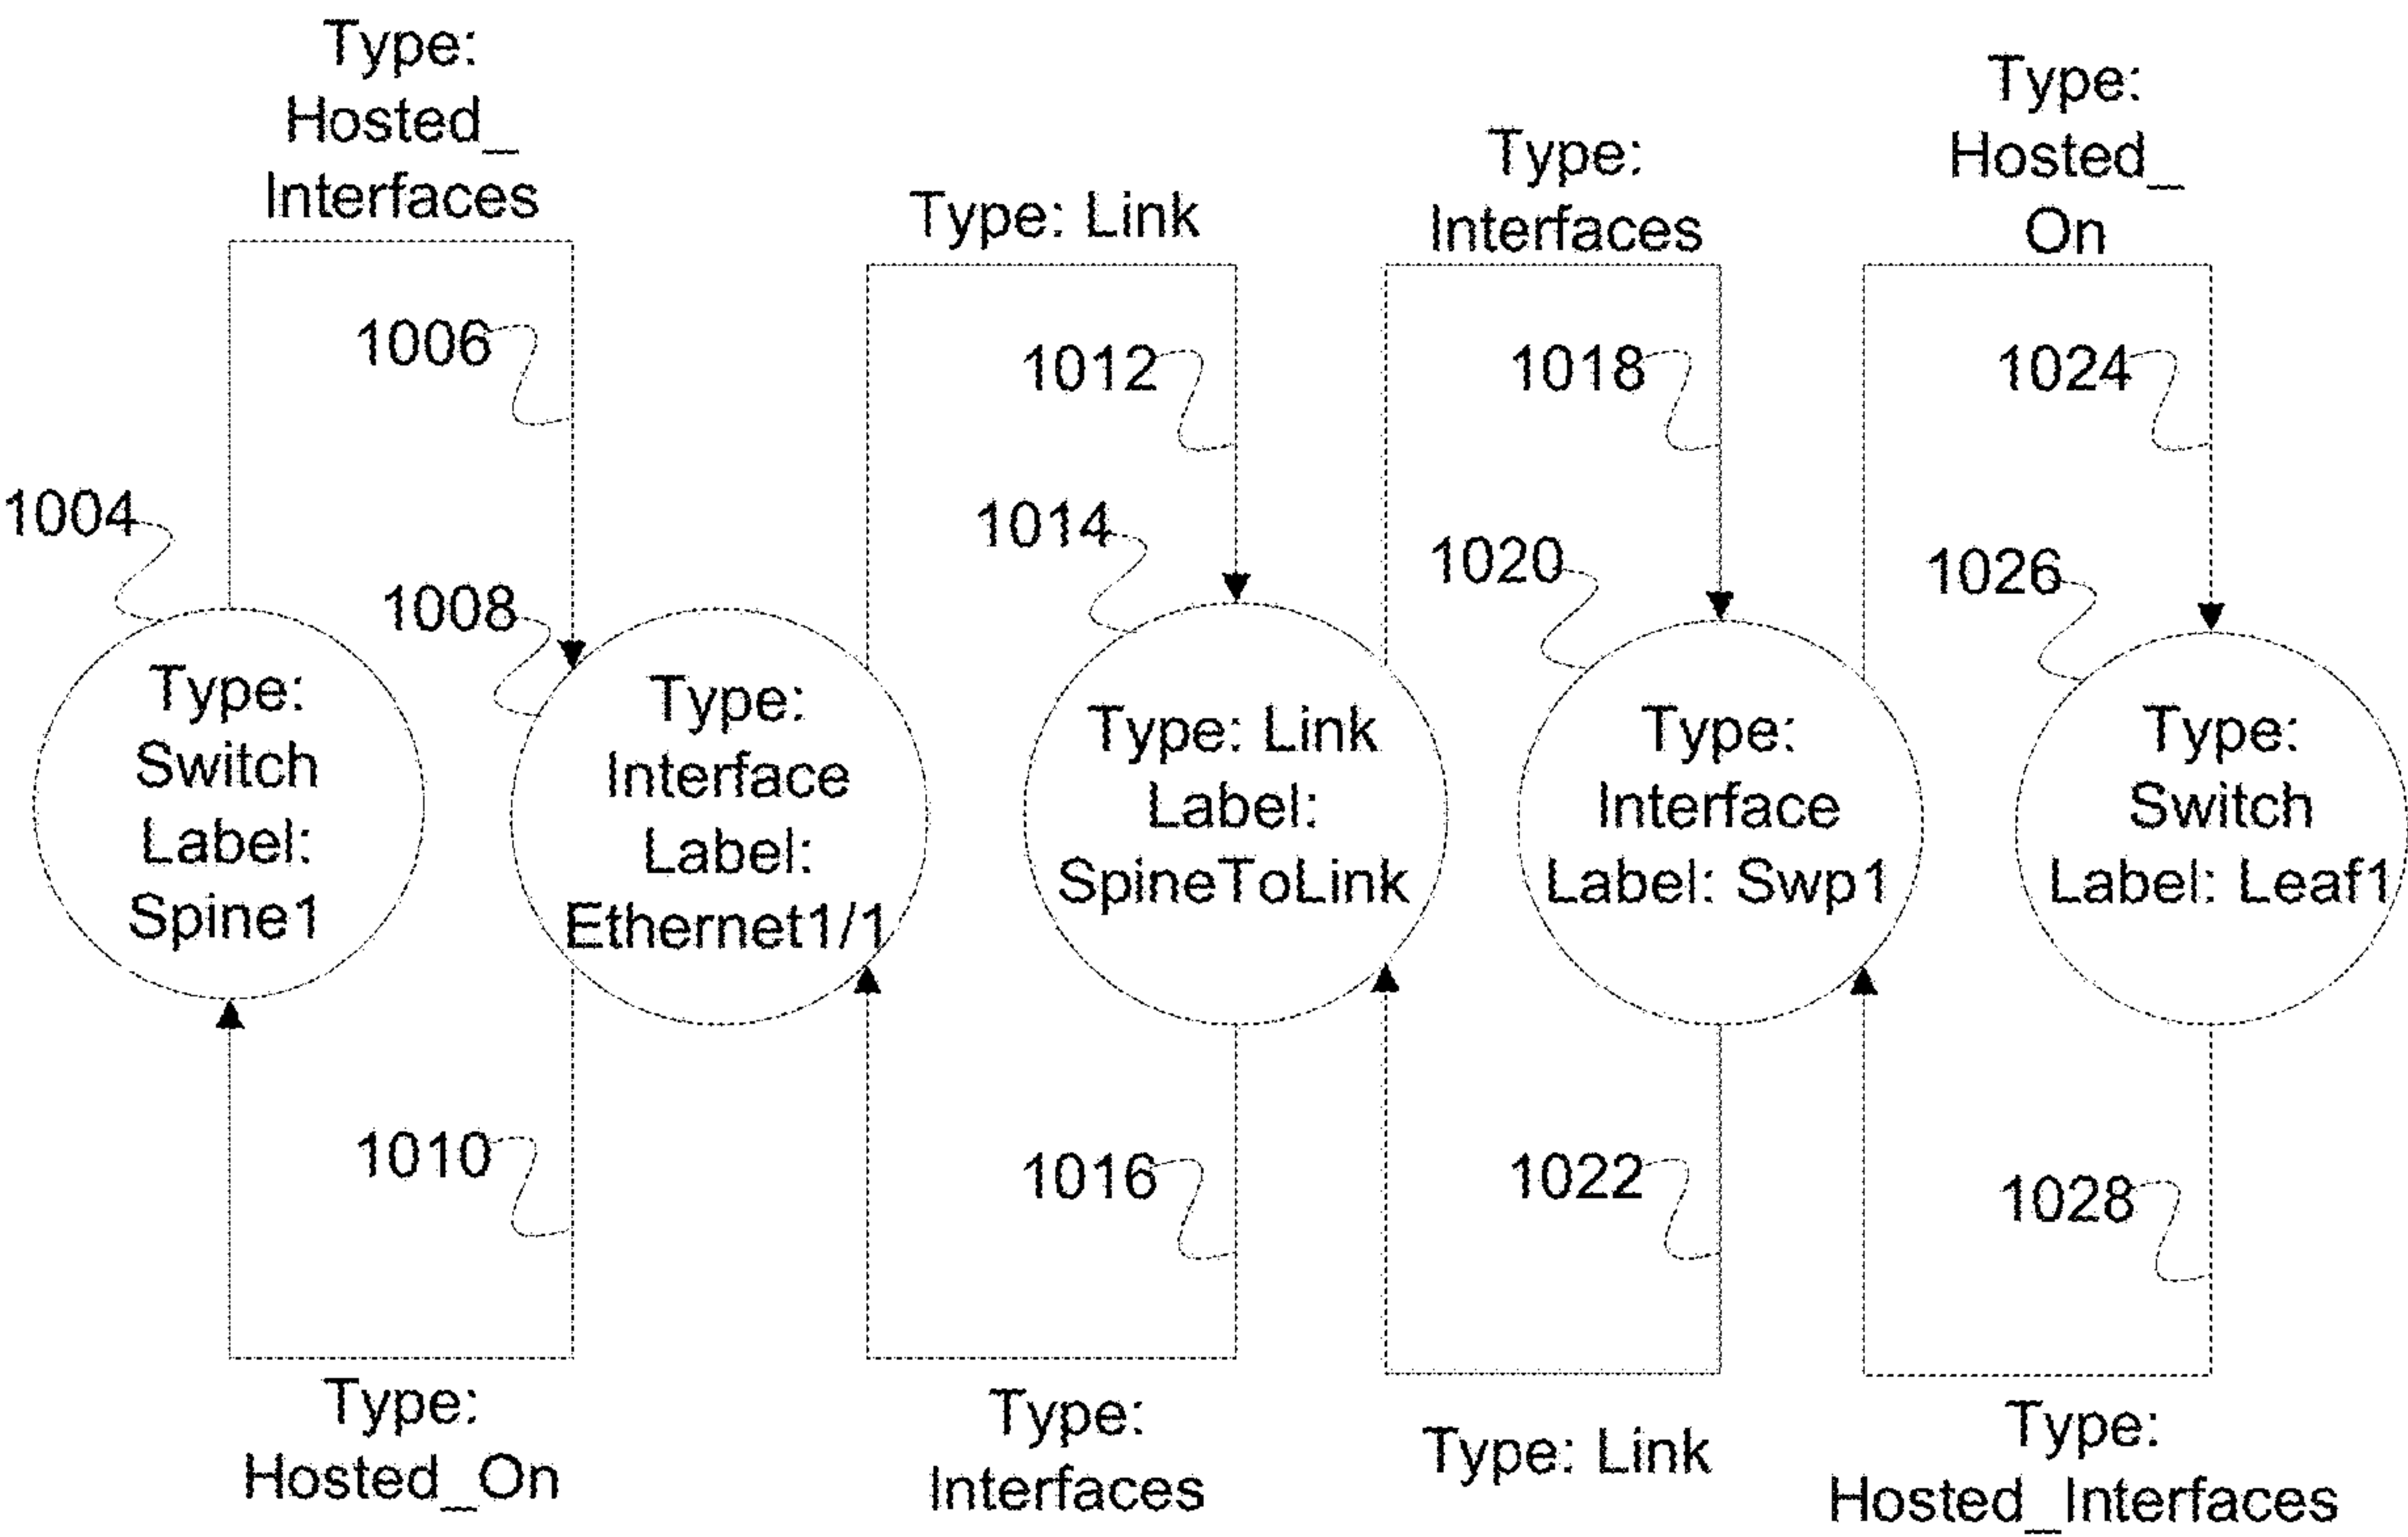 Type:
Hosted_
Interfaces
Type: Link
Type:
Interfaces
Type:
Hosted_
On
1006
1012
1018
1024
1004
1008
1014
1020
1026
Type:
Switch
Label:
Spine1
Type:
Interface
Label:
Ethernet1/1
Type: Link
Label:
SpineToLink
Type:
Interface
Label: Swp1
Type:
Switch
Label: Leaf1
1010
1016
1022
1028
Type:
Hosted_On
Type:
Interfaces
Type: Link
Type:
Hosted_Interfaces